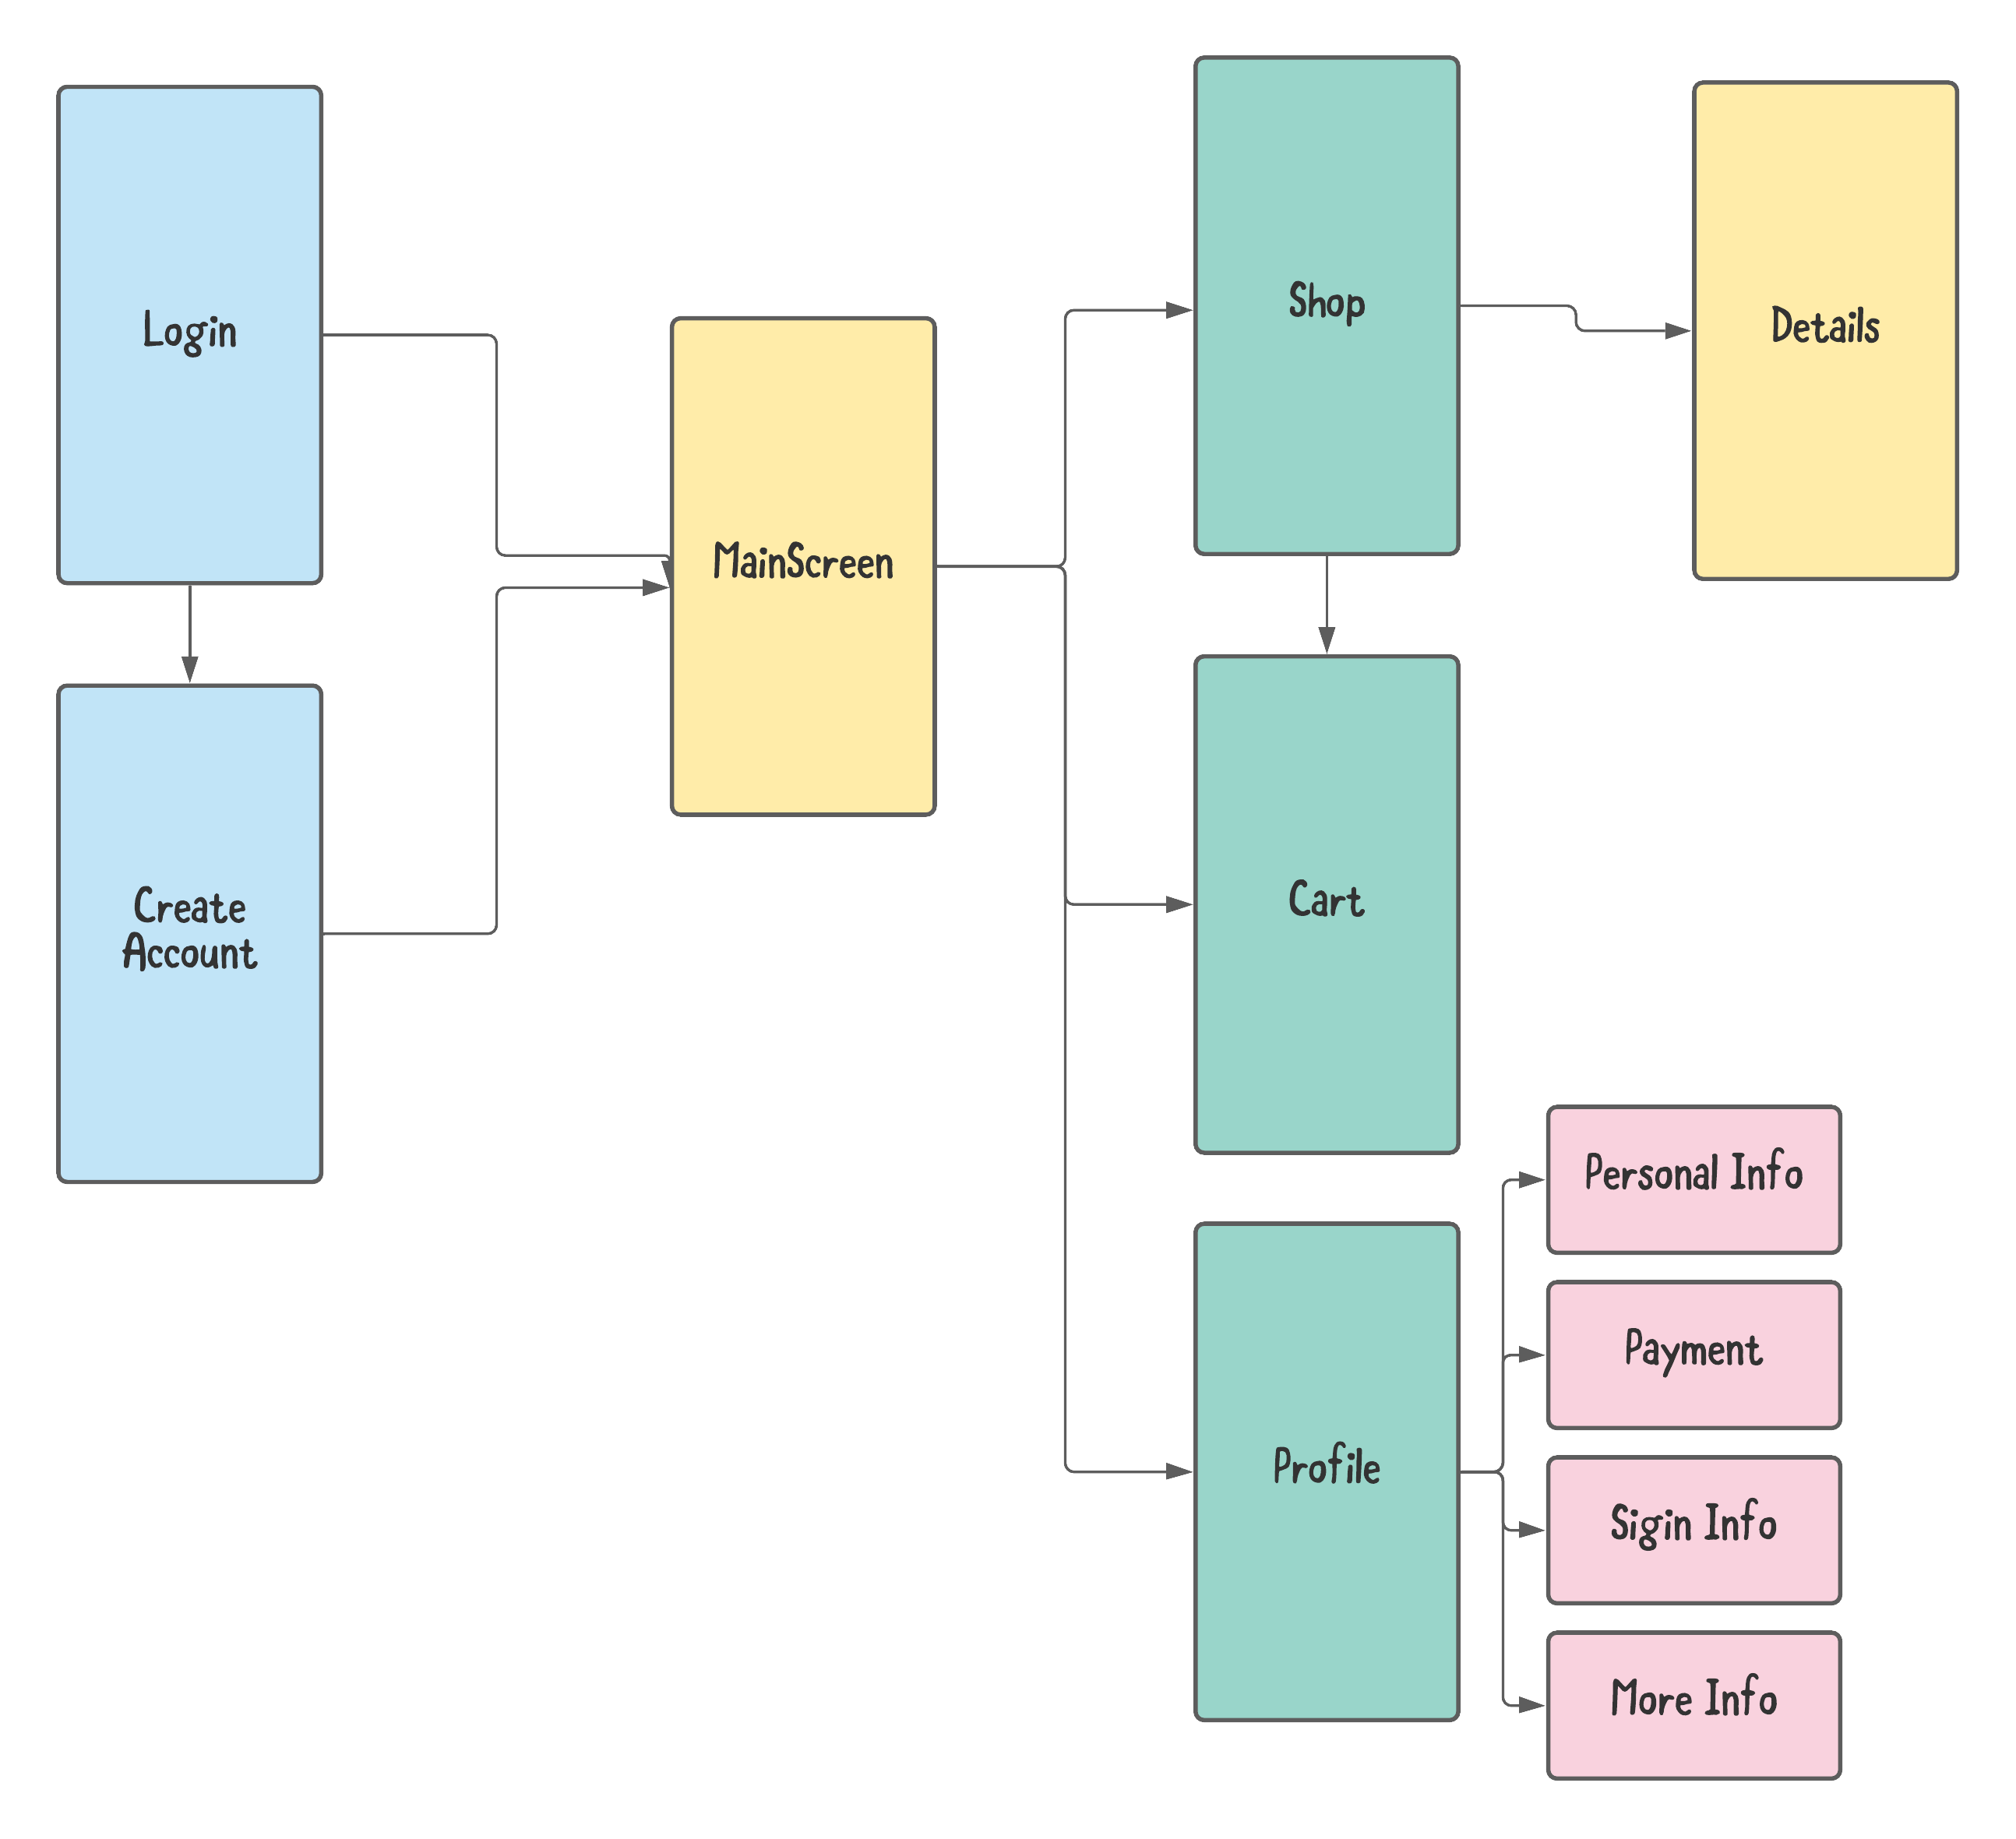 Login
Create
Account
MainScreen
Shop
Details
Cart
Profile
Personal Info
Payment
Sigin Info
More Info